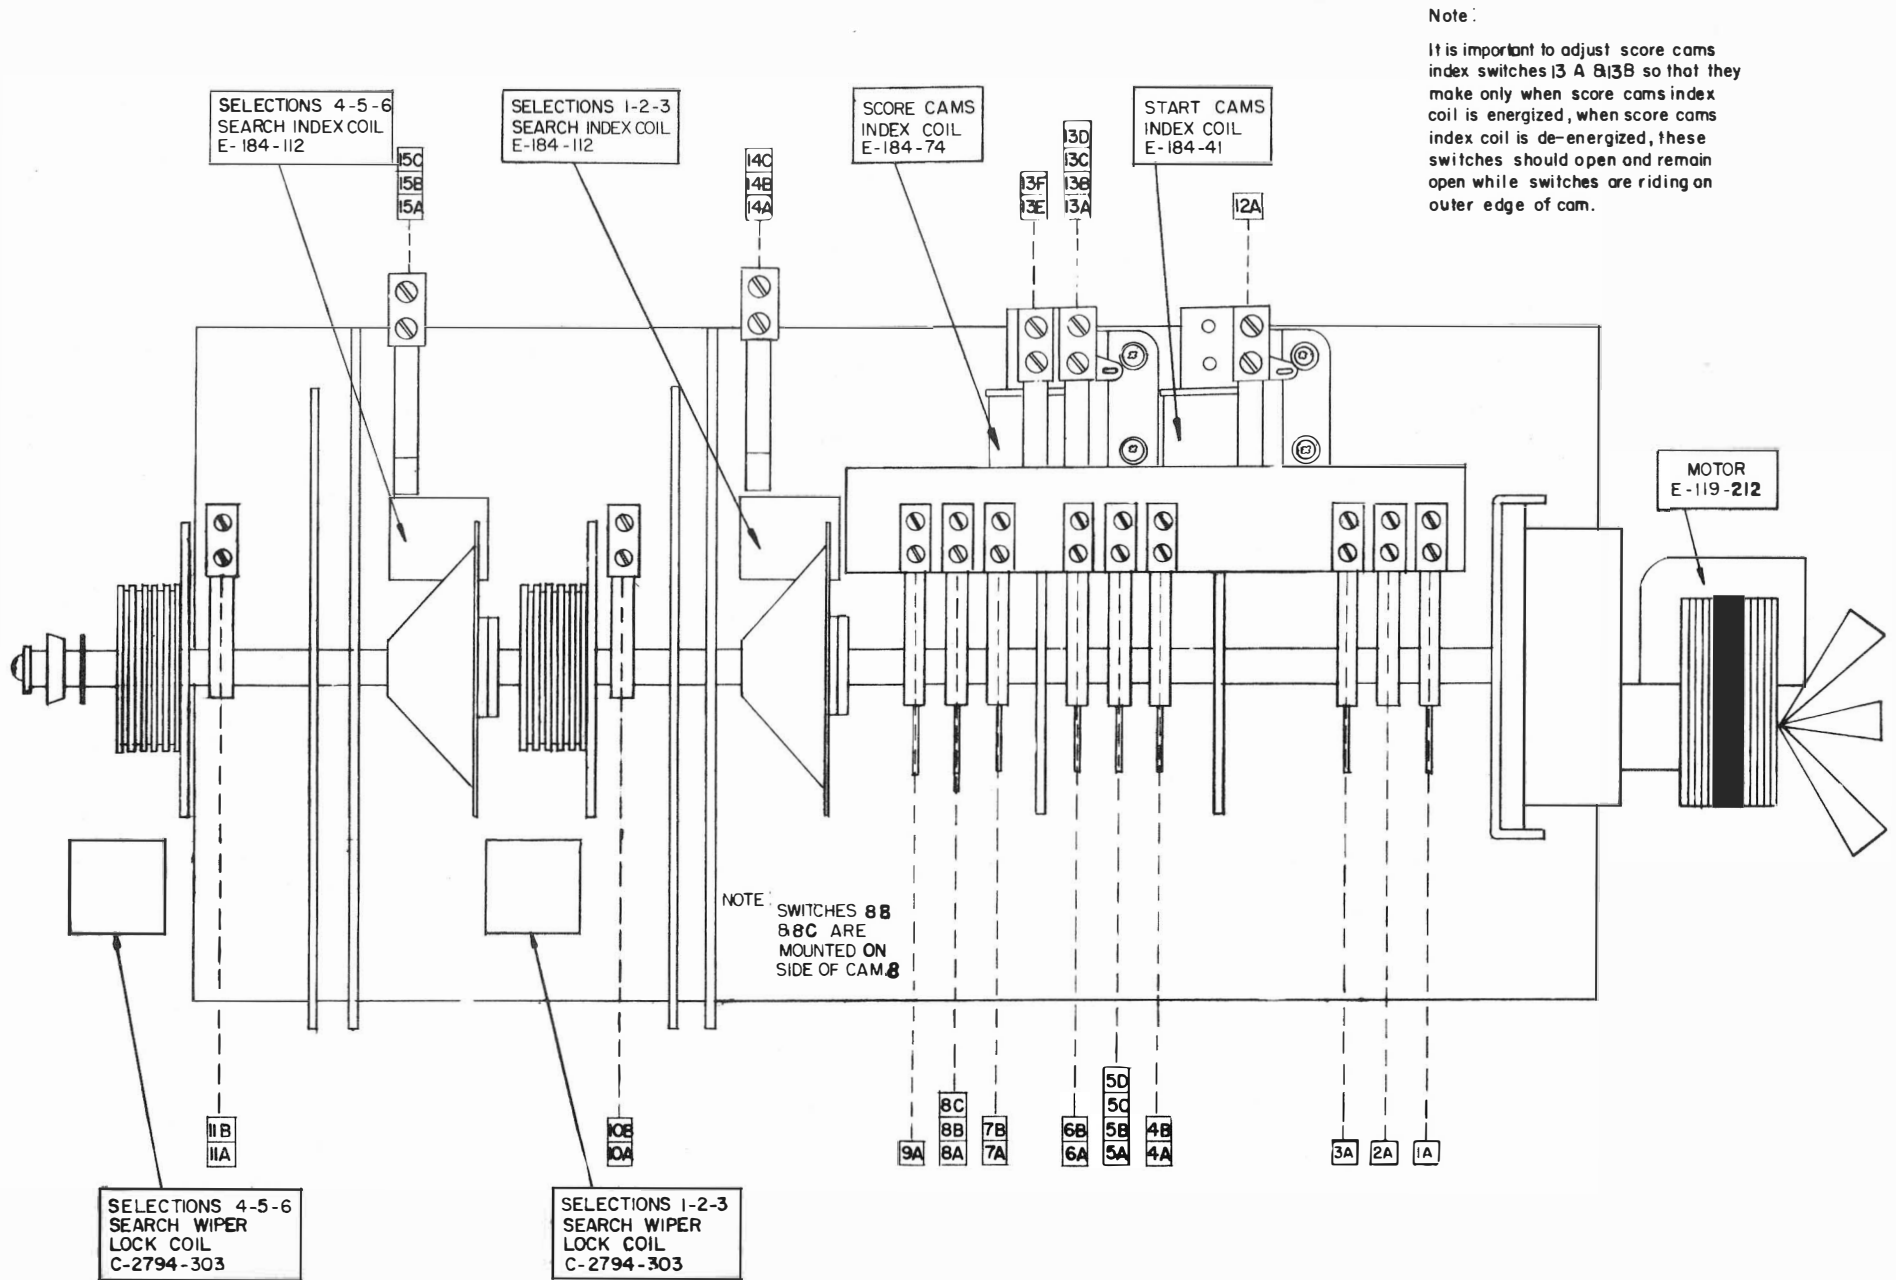 Note:
It is important to adjust score cams
index switches 13 A &13B so that they
make only when score cams index
coil is energized, when score cams
index coil is de-energized, these
switches should open and remain
open while switches are riding on
outer edge of cam.
SELECTIONS 4-5-6
SEARCH INDEX COIL
E-184-112
SELECTIONS 1-2-3
SEARCH INDEX COIL
E-184-112
SCORE CAMS
INDEX COIL
E-184-74
START CAMS
INDEX COIL
E-184-41
15C
15B
15A
14C
14B
14A
13F
13E
13D
13C
13B
13A
12A
MOTOR
E-119-212
NOTE:
SWITCHES 8B
&8C ARE
MOUNTED ON
SIDE OF CAM.8
11B
11A
10B
10A
9A
8C
8B
8A
7B
7A
6B
6A
5D
5C
5B
5A
4B
4A
3A
2A
1A
SELECTIONS 4-5-6
SEARCH WIPER
LOCK COIL
C-2794-303
SELECTIONS 1-2-3
SEARCH WIPER
LOCK COIL
C-2794-303